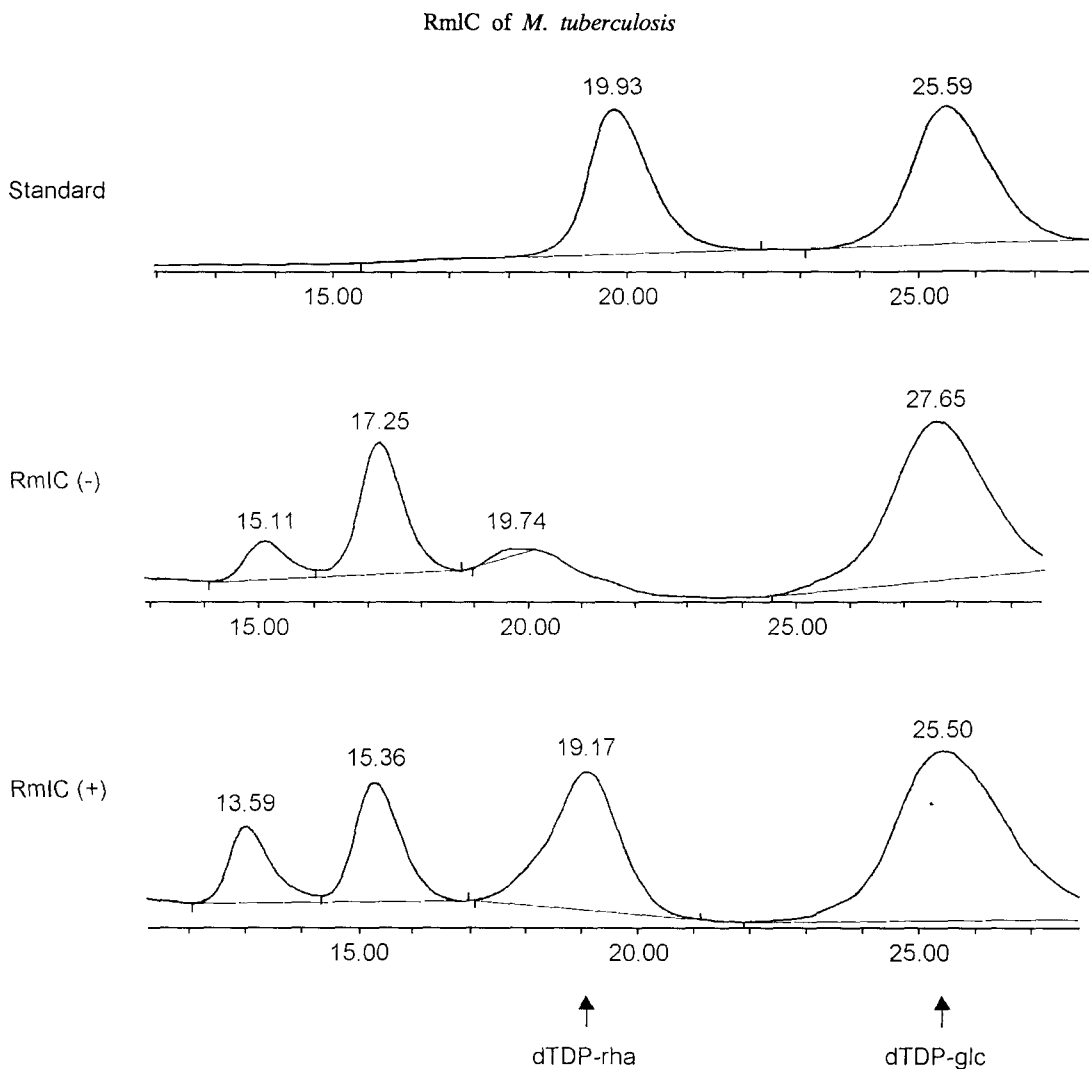 RmlC of M. tuberculosis
19.93 25.59
Standard
15.00 20.00 25.00
17.25 27.65
RmlC (-)
15.11 19.74
15.00 20.00 25.00
19.17 25.50
15.36
RmlC (+)
13.59
15.00 20.00 25.00
dTDP-rha dTDP-glc